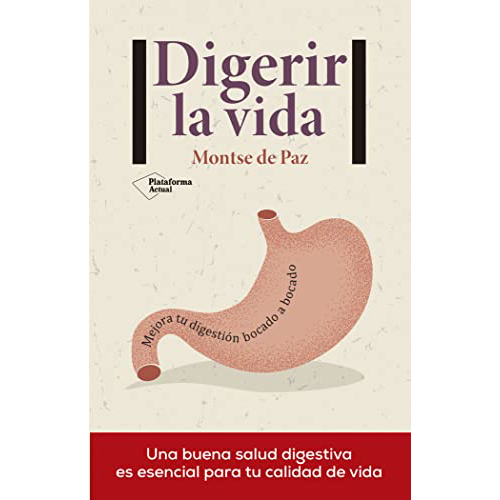 Digerir
la vida
Montse de Paz
Plataforma
Actual
Mejora tu digestión bocado a bocado
Una buena salud digestiva
es esencial para tu calidad de vida